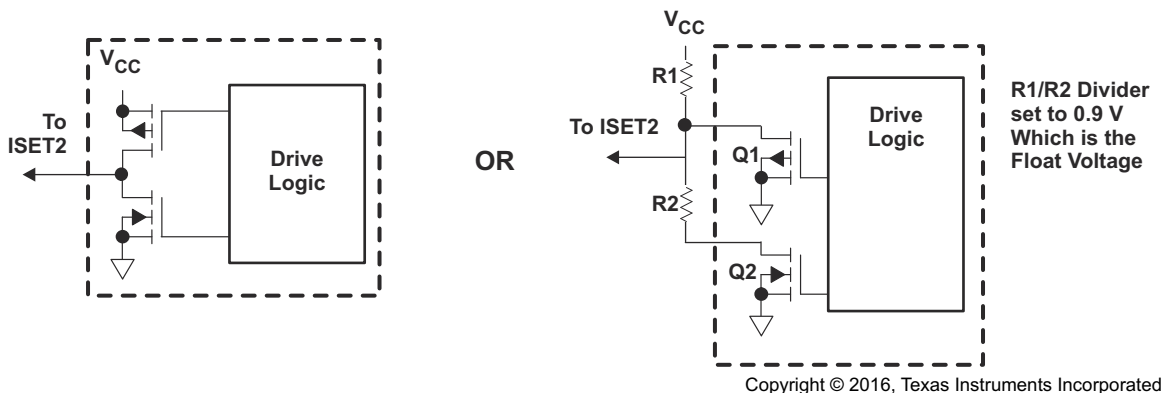 VCC
To
ISET2
Drive
Logic
OR
VCC
R1
To ISET2
R2
Q1
Q2
Drive
Logic
R1/R2 Divider
set to 0.9 V
Which is the
Float Voltage
Copyright © 2016, Texas Instruments Incorporated